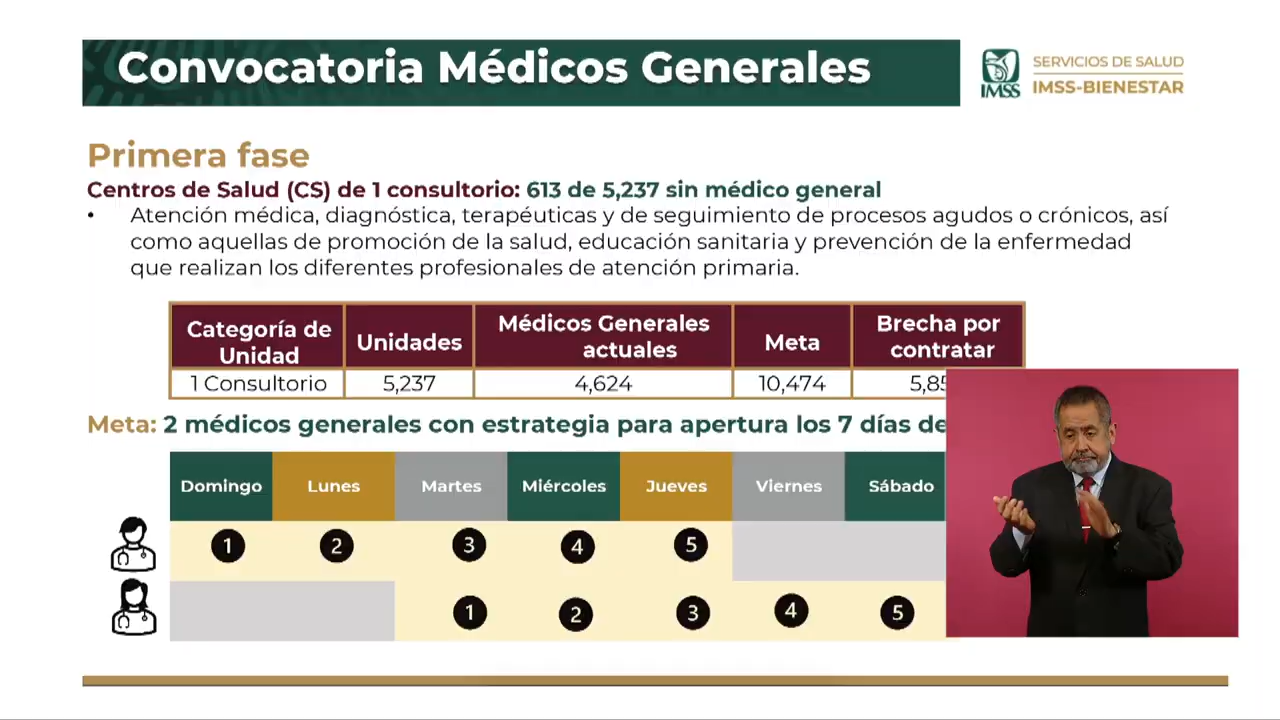 Convocatoria Médicos Generales
IMSS
SERVICIOS DE SALUD
IMSS-BIENESTAR
Primera fase
Centros de Salud (CS) de 1 consultorio: 613 de 5,237 sin médico general
• Atención médica, diagnóstica, terapéuticas y de seguimiento de procesos agudos o crónicos, así
como aquellas de promoción de la salud, educación sanitaria y prevención de la enfermedad
que realizan los diferentes profesionales de atención primaria.
Categoría de Unidad Unidades Médicos Generales actuales Meta Brecha por contratar
1 Consultorio 5,237 4,624 10,474 5,85
Meta: 2 médicos generales con estrategia para apertura los 7 días de
Domingo Lunes Martes Miércoles Jueves Viernes Sábado
1 2 3 4 5
1 2 3 4 5